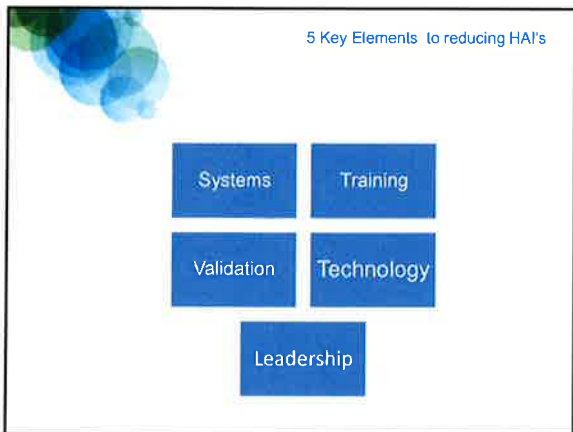 5 Key Elements  to reducing HAI's
Systems
Training
Validation
Technology
Leadership